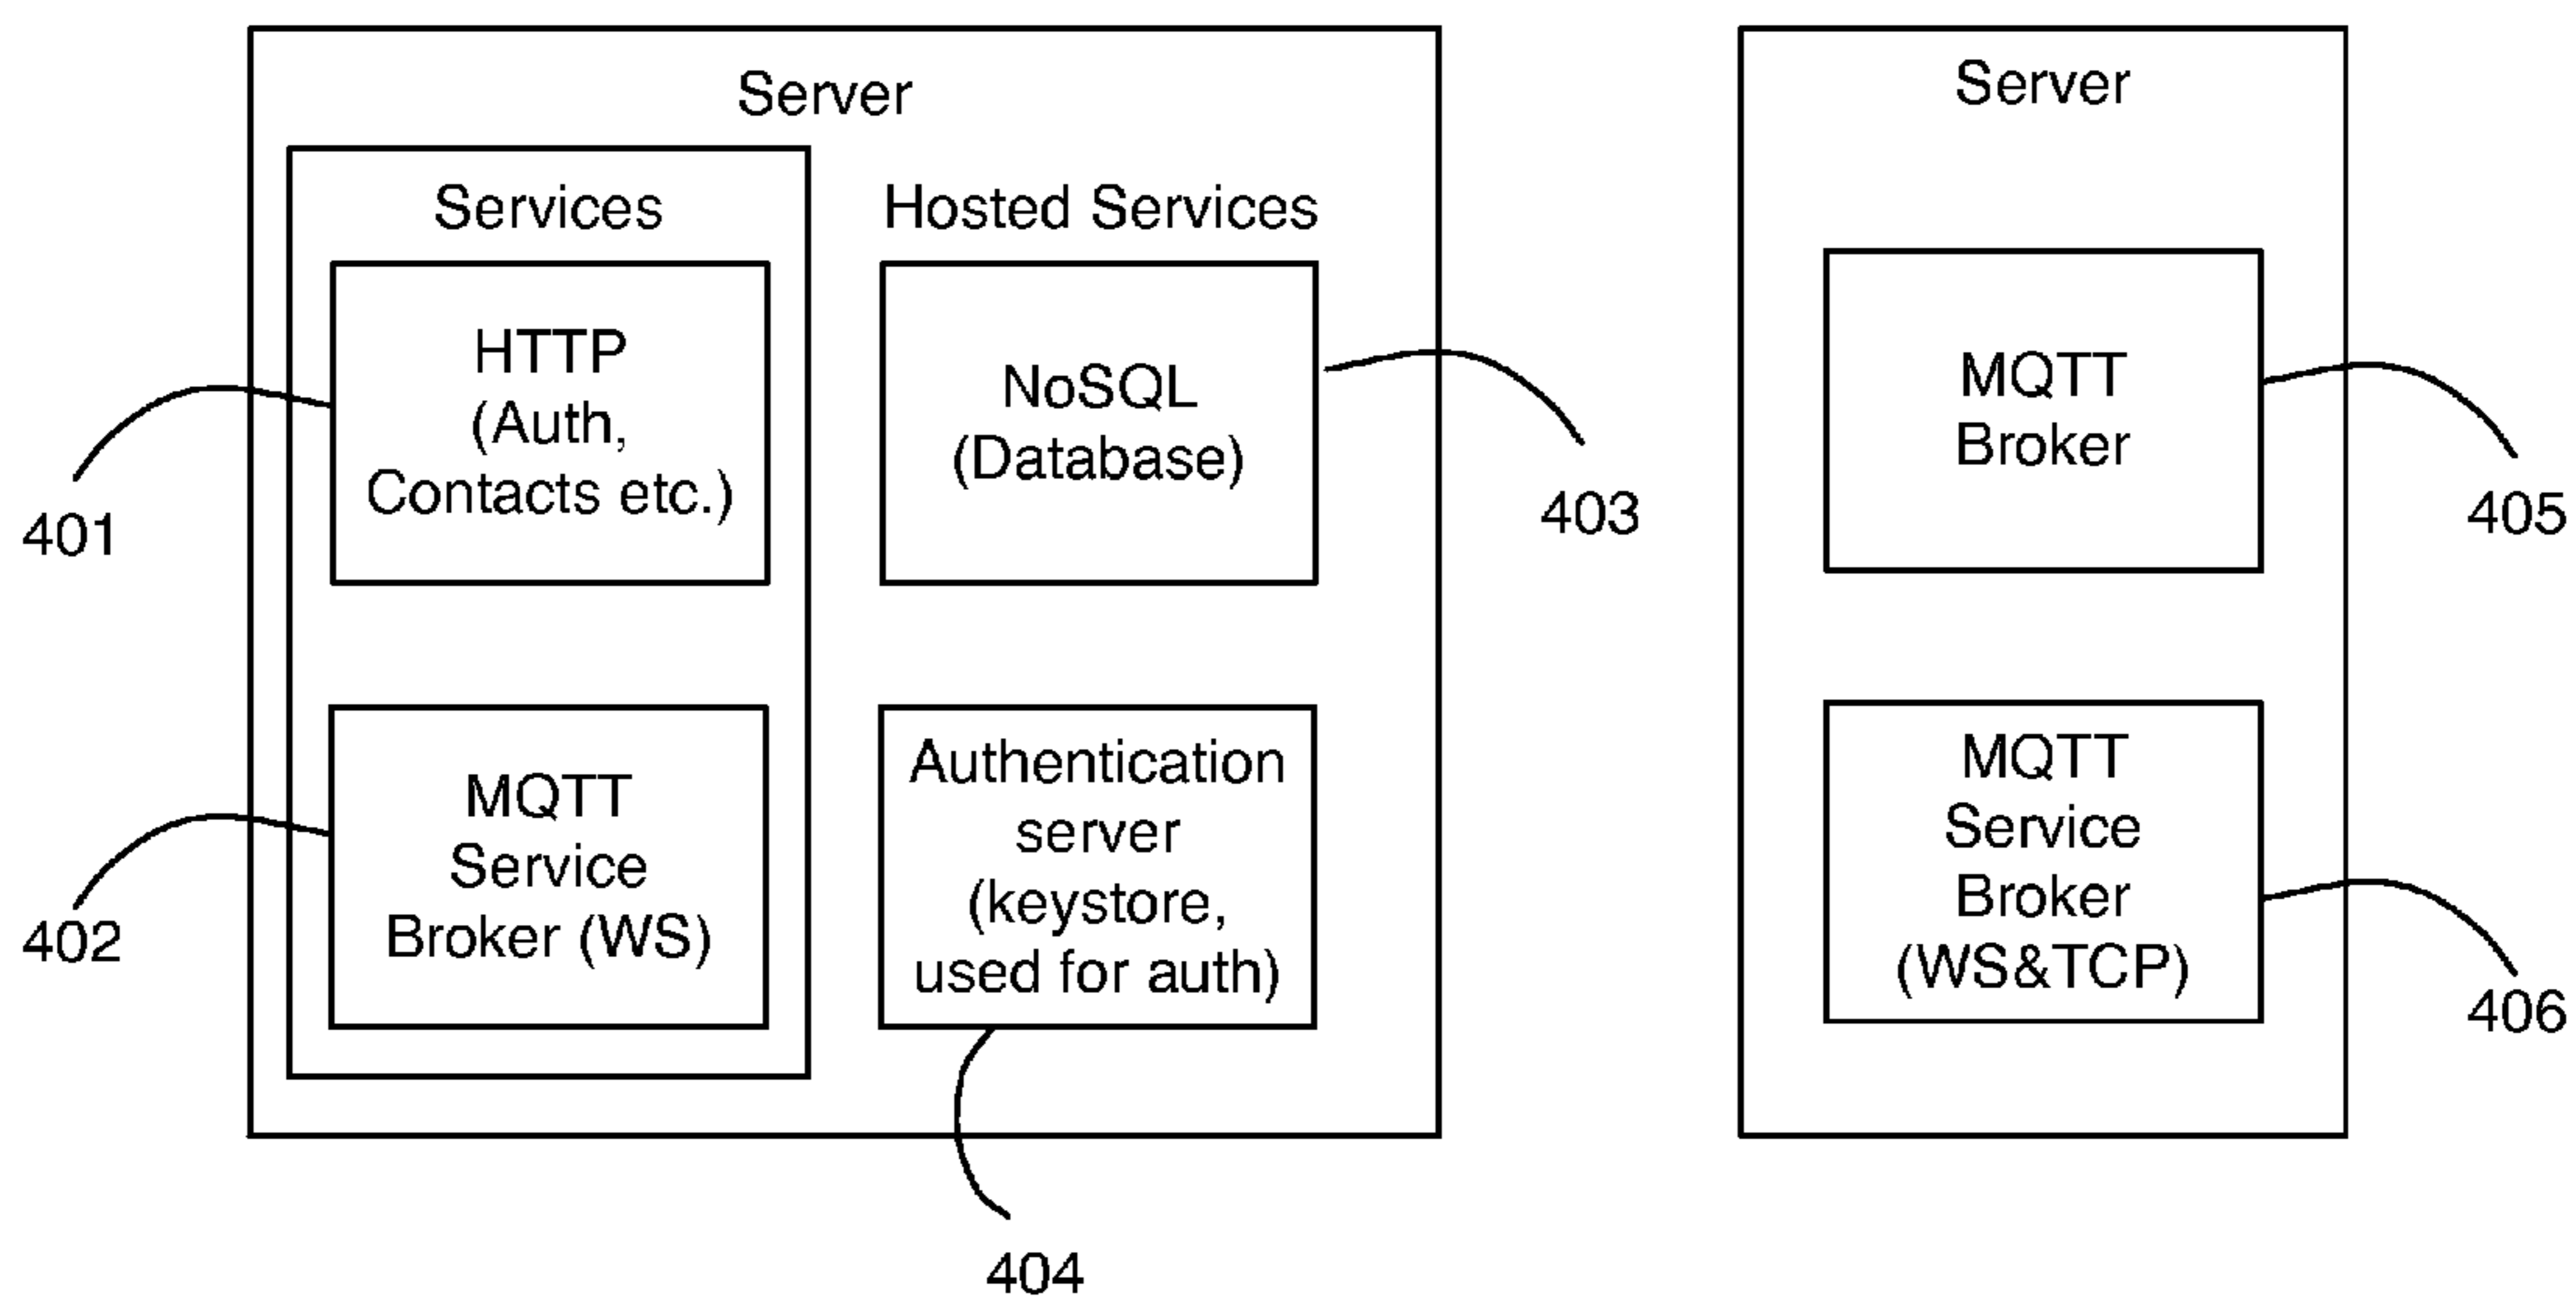 Server
Services
HTTP
(Auth,
Contacts etc.)
401
MQTT
Service
Broker (WS)
402
Hosted Services
NoSQL
(Database)
403
Authentication
server
(keystore,
used for auth)
404
Server
MQTT
Broker
405
MQTT
Service
Broker
(WS&TCP)
406